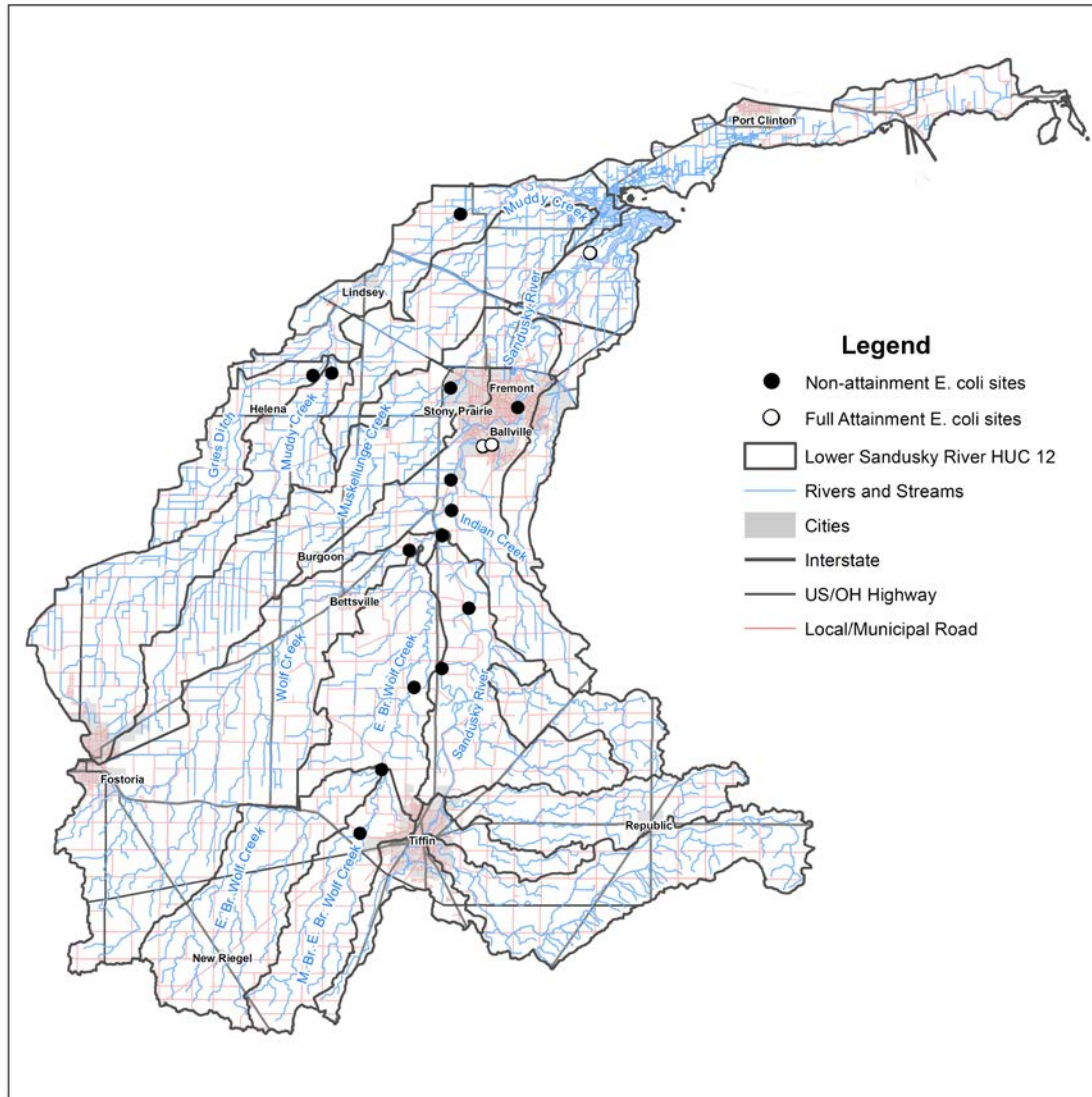 Port Clinton
Muddy Creek
Lindsey
Sandusky River
Legend
Non-attainment E. coli sites
Full Attainment E. coli sites
Lower Sandusky River HUC 12
Rivers and Streams
Cities
Interstate
US/OH Highway
Local/Municipal Road
Fremont
Helena
Stony Prairie
Gries Ditch
Muddy Creek
Muskellunge Creek
Ballville
Indian Creek
Burgoon
Bettsville
Wolf Creek
E. Br. Wolf Creek
Sandusky River
Fostoria
Republic
Tiffin
E. Br. Wolf Creek
M. Br. E. Br. Wolf Creek
New Riegel